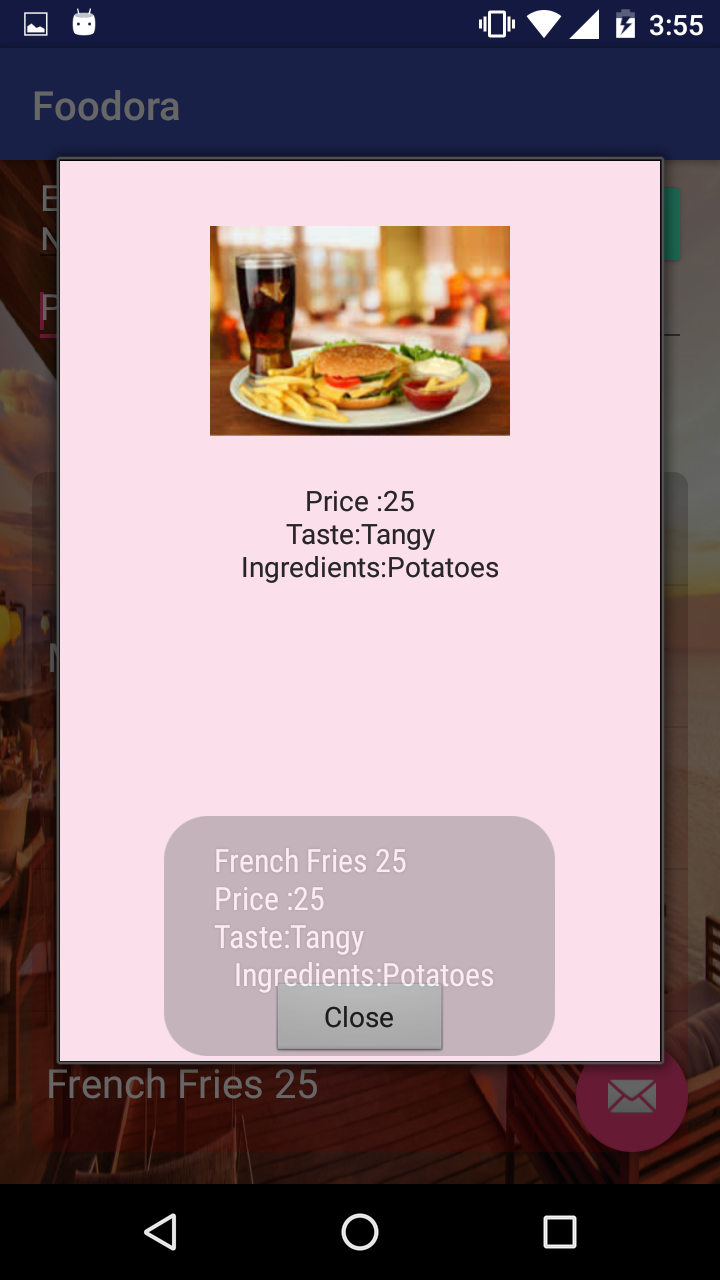 3:55
Foodora
E
N
P
Price :25
Taste:Tangy
Ingredients:Potatoes
French Fries 25
Price :25
Taste:Tangy
Ingredients:Potatoes
Close
French Fries 25